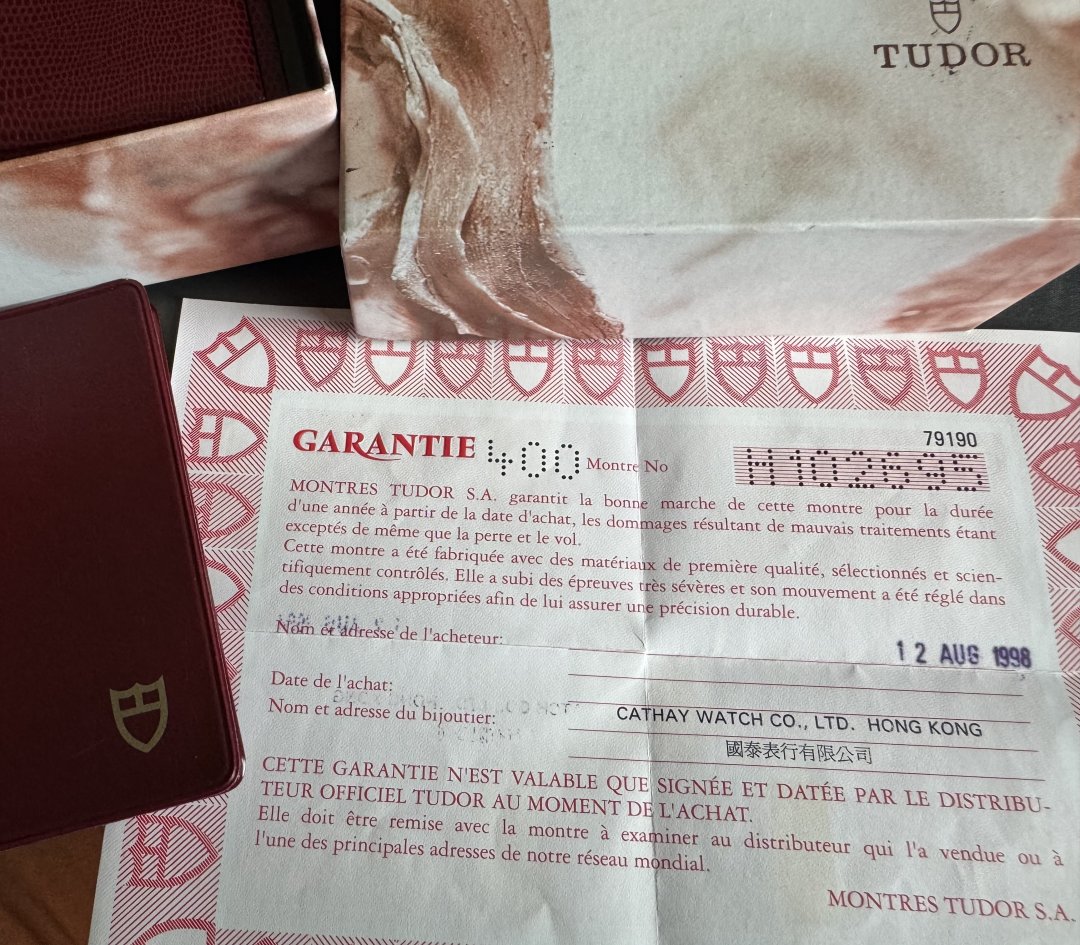 TUDOR
79190
GARANTIE 400 Montre No H102695
MONTRES TUDOR S.A. garantit la bonne marche de cette montre pour la durée
d'une année à partir de la date d'achat, les dommages résultant de mauvais traitements étant
exceptés de même que la perte et le vol.
Cette montre a été fabriquée avec des matériaux de première qualité, sélectionnés et scien-
tifiquement contrôlés. Elle a subi des épreuves très sévères et son mouvement a été réglé dans
des conditions appropriées afin de lui assurer une précision durable.
Nom et adresse de l'acheteur:
12 AUG 1998
Date de l'achat:
Nom et adresse du bijoutier: CATHAY WATCH CO., LTD. HONG KONG
國泰表行有限公司
CETTE GARANTIE N'EST VALABLE QUE SIGNÉE ET DATÉE PAR LE DISTRIBU-
TEUR OFFICIEL TUDOR AU MOMENT DE L'ACHAT.
Elle doit être remise avec la montre à examiner au distributeur qui l'a vendue ou à
l'une des principales adresses de notre réseau mondial.
MONTRES TUDOR S.A.